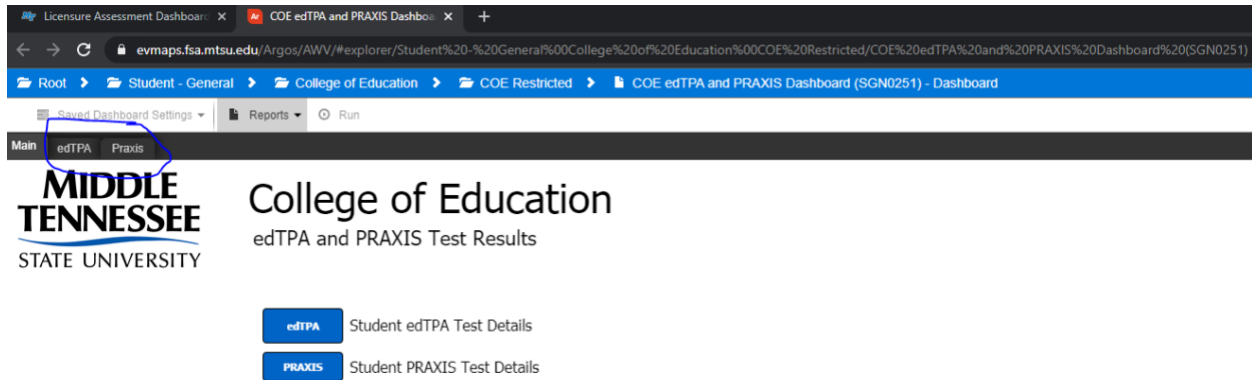 Licensure Assessment Dashboard × COE edTPA and PRAXIS Dashboa × +
evmaps.fsa.mtsu.edu/Argos/AWV/#explorer/Student%20-%20General%00College%20of%20Education%00COE%20Restricted/COE%20edTPA%20and%20PRAXIS%20Dashboard%20(SGN0251)
Root > Student - General > College of Education > COE Restricted > COE edTPA and PRAXIS Dashboard (SGN0251) - Dashboard
Saved Dashboard Settings Reports Run
Main edTPA Praxis
MIDDLE
TENNESSEE
STATE UNIVERSITY
College of Education
edTPA and PRAXIS Test Results
edTPA Student edTPA Test Details
PRAXIS Student PRAXIS Test Details